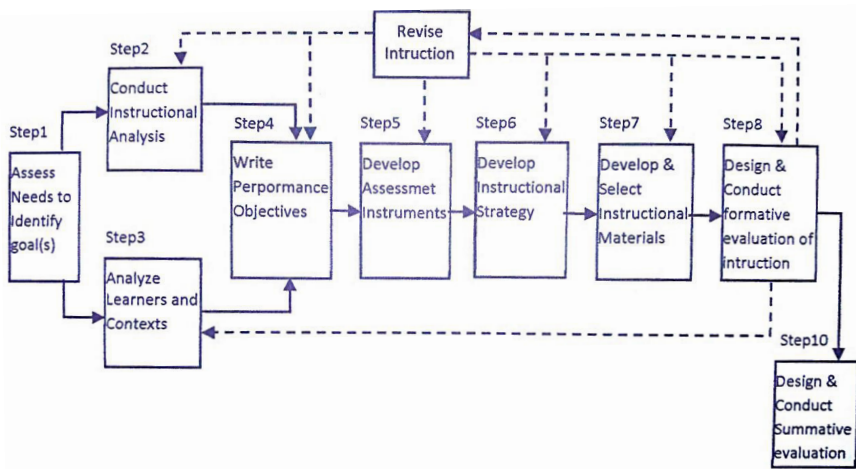 Revise
Intruction
Step2
Conduct
Instructional
Analysis
Step1
Assess
Needs to
Identify
goal(s)
Step3
Analyze
Learners and
Contexts
Step4
Write
Perpormance
Objectives
Step5
Develop
Assessmet
Instruments
Step6
Develop
Instructional
Strategy
Step7
Develop &
Select
Instructional
Materials
Step8
Design &
Conduct
formative
evaluation of
intruction
Step10
Design &
Conduct
Summative
evaluation